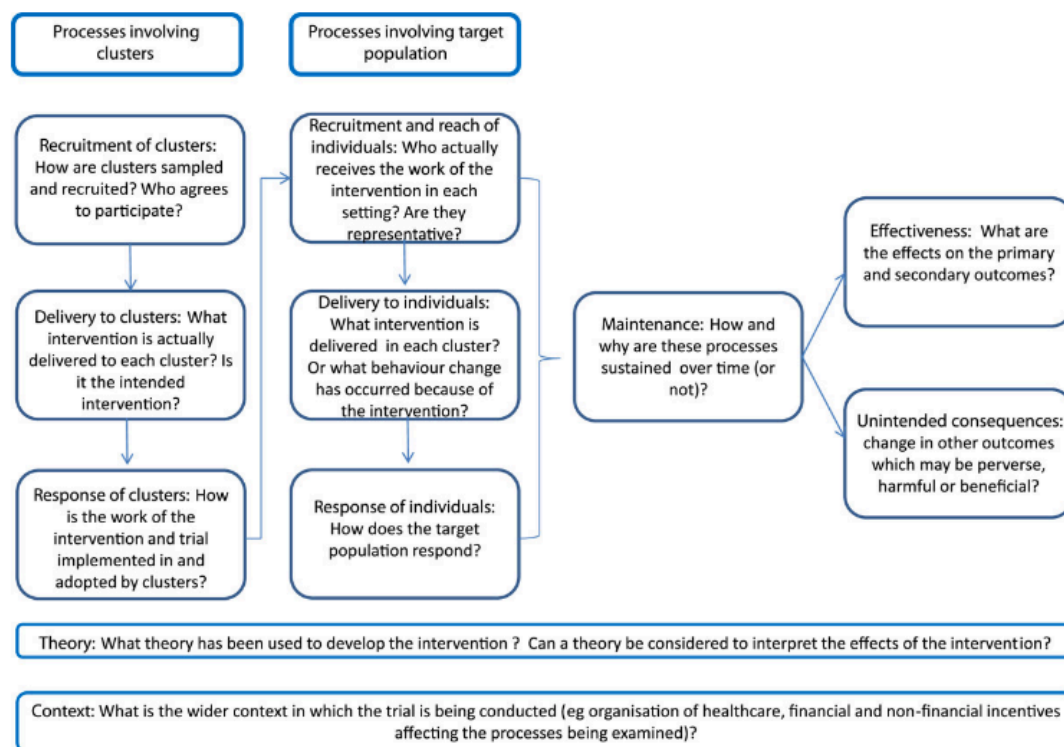 Processes involving
clusters
Processes involving target
population
Recruitment of clusters:
How are clusters sampled
and recruited? Who agrees
to participate?
Delivery to clusters: What
intervention is actually
delivered to each cluster? Is
it the intended
intervention?
Response of clusters: How
is the work of the
intervention and trial
implemented in and
adopted by clusters?
Recruitment and reach of
individuals: Who actually
receives the work of the
intervention in each
setting? Are they
representative?
Delivery to individuals:
What intervention is
delivered in each cluster?
Or what behaviour change
has occurred because of
the intervention?
Response of individuals:
How does the target
population respond?
Maintenance: How and
why are these processes
sustained over time (or
not)?
Effectiveness: What are
the effects on the primary
and secondary outcomes?
Unintended consequences:
change in other outcomes
which may be perverse,
harmful or beneficial?
Theory: What theory has been used to develop the intervention ? Can a theory be considered to interpret the effects of the intervention?
Context: What is the wider context in which the trial is being conducted (eg organisation of healthcare, financial and non-financial incentives
affecting the processes being examined)?